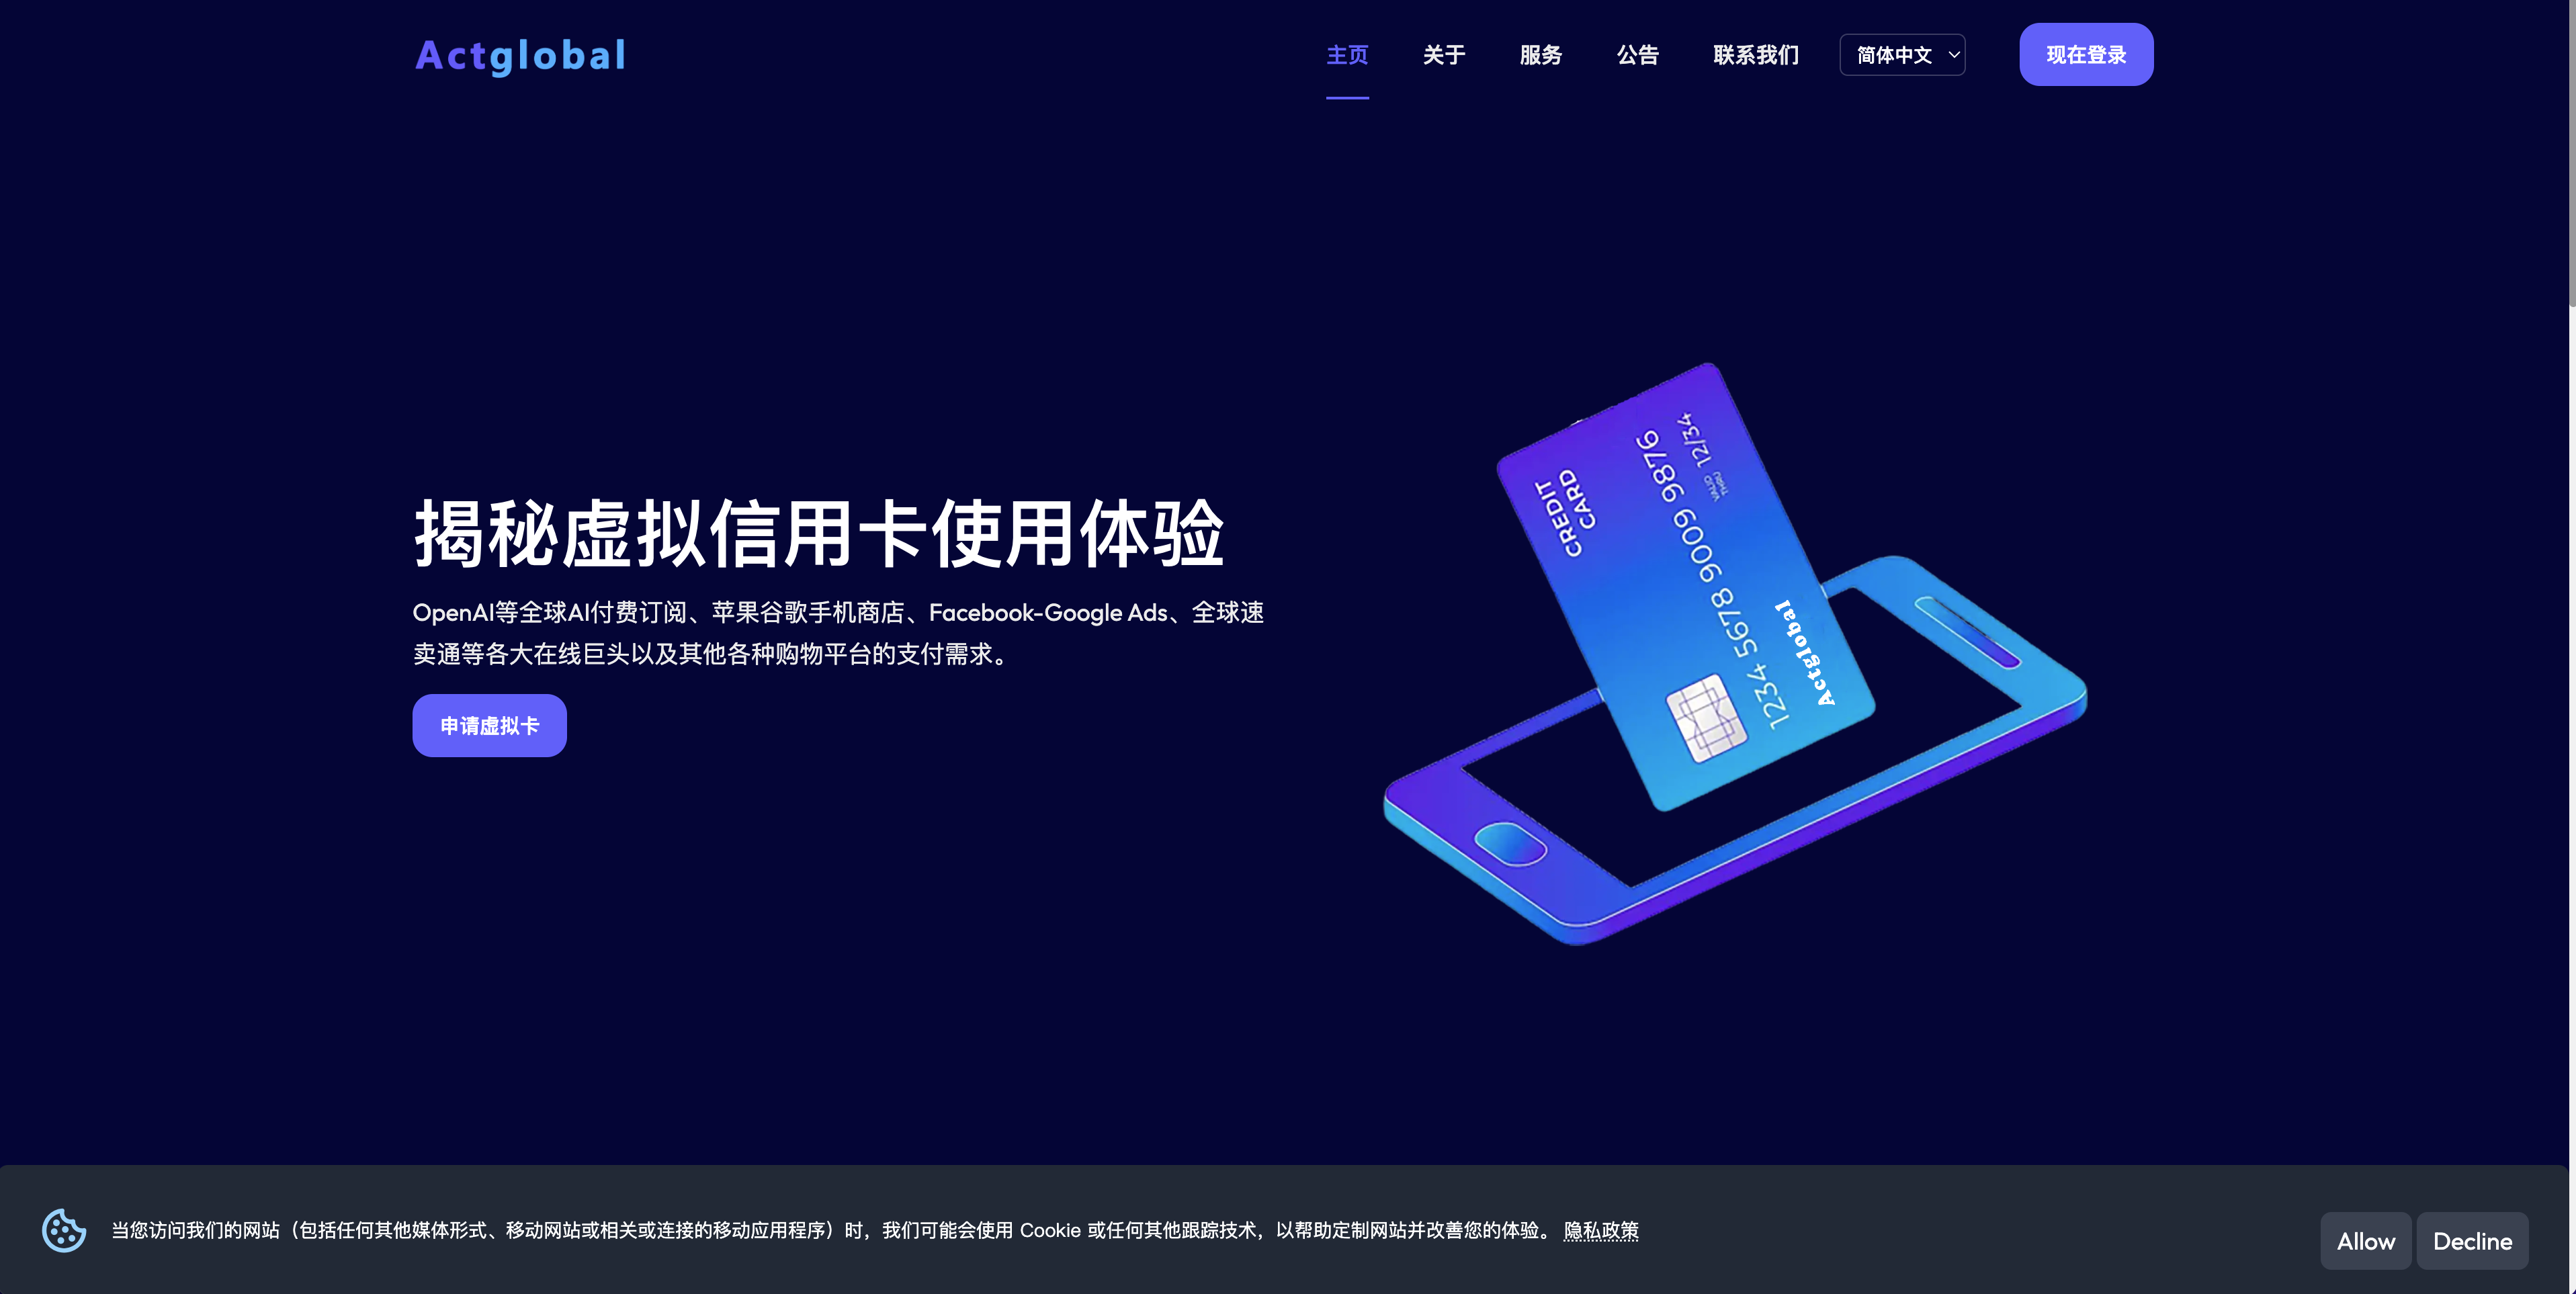 Actglobal
主页
关于
服务
公告
联系我们
简体中文
现在登录
揭秘虚拟信用卡使用体验
OpenAI等全球AI付费订阅、苹果谷歌手机商店、Facebook-Google Ads、全球速
卖通等各大在线巨头以及其他各种购物平台的支付需求。
申请虚拟卡
CREDIT
CARD
VALID
THRU
12/34
1234 5678 9009 9876
Actglobal
当您访问我们的网站（包括任何其他媒体形式、移动网站或相关或连接的移动应用程序）时，我们可能会使用 Cookie 或任何其他跟踪技术，以帮助定制网站并改善您的体验。 隐私政策
Allow
Decline